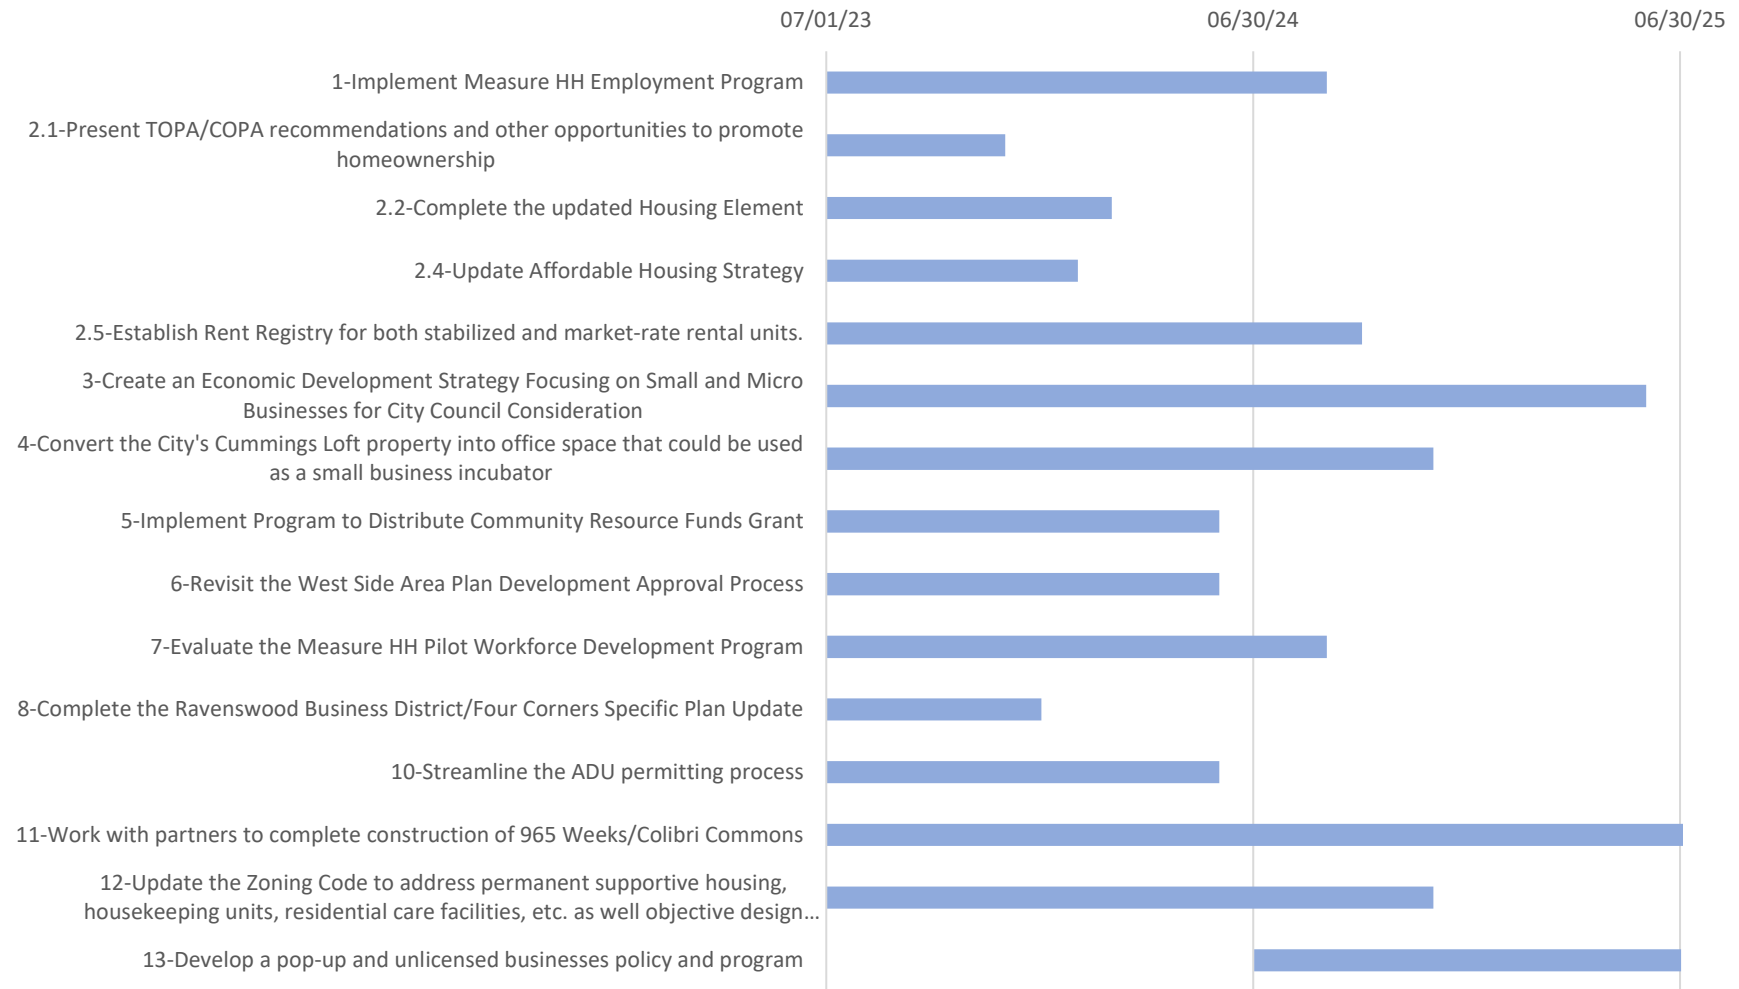 07/01/23 06/30/24 06/30/25
1-Implement Measure HH Employment Program
2.1-Present TOPA/COPA recommendations and other opportunities to promote
homeownership
2.2-Complete the updated Housing Element
2.4-Update Affordable Housing Strategy
2.5-Establish Rent Registry for both stabilized and market-rate rental units.
3-Create an Economic Development Strategy Focusing on Small and Micro
Businesses for City Council Consideration
4-Convert the City's Cummings Loft property into office space that could be used
as a small business incubator
5-Implement Program to Distribute Community Resource Funds Grant
6-Revisit the West Side Area Plan Development Approval Process
7-Evaluate the Measure HH Pilot Workforce Development Program
8-Complete the Ravenswood Business District/Four Corners Specific Plan Update
10-Streamline the ADU permitting process
11-Work with partners to complete construction of 965 Weeks/Colibri Commons
12-Update the Zoning Code to address permanent supportive housing,
housekeeping units, residential care facilities, etc. as well objective design...
13-Develop a pop-up and unlicensed businesses policy and program